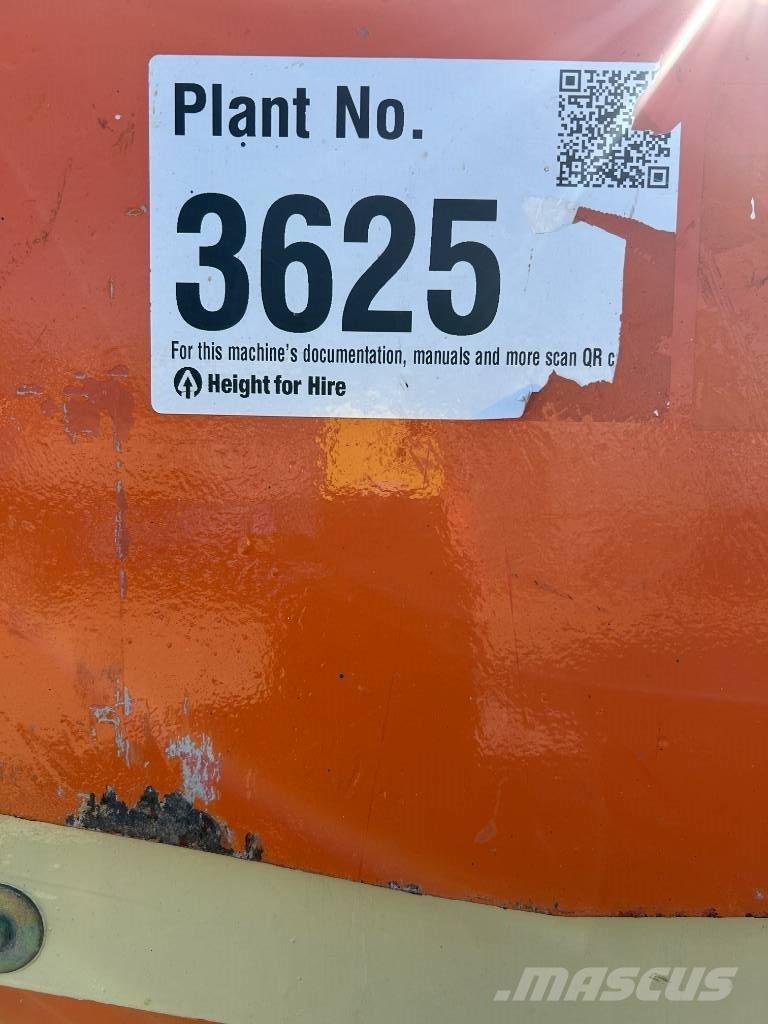 Plant No.
3625
For this machine's documentation, manuals and more scan QR
Height for Hire
MASCUS